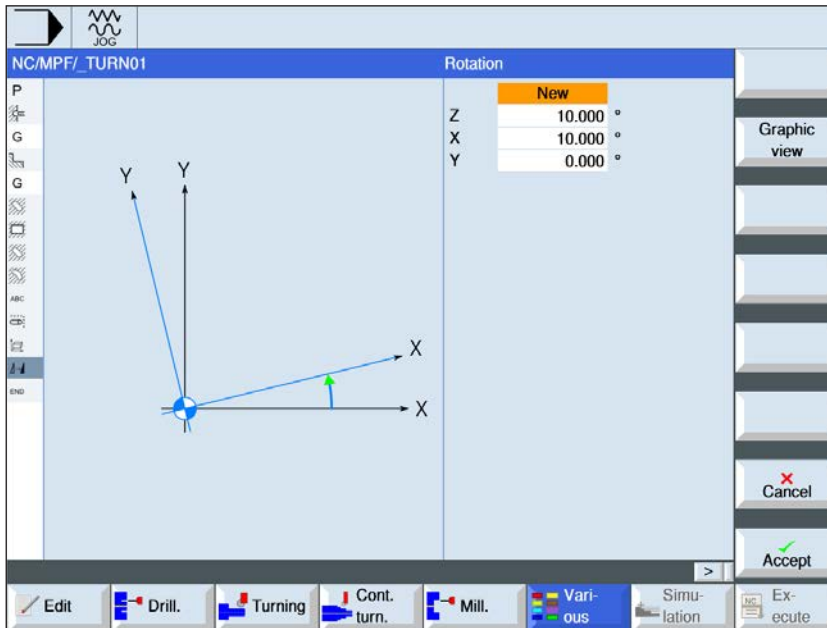 JOG
NC/MPF/_TURN01
Rotation
P
G
G
ABC
END
Y
Y
X
X
New
Z 10.000 °
X 10.000 °
Y 0.000 °
Graphic
view
Cancel
Accept
>
Edit
Drill.
Turning
Cont.
turn.
Mill.
Vari-
ous
Simu-
lation
NC
Ex-
ecute